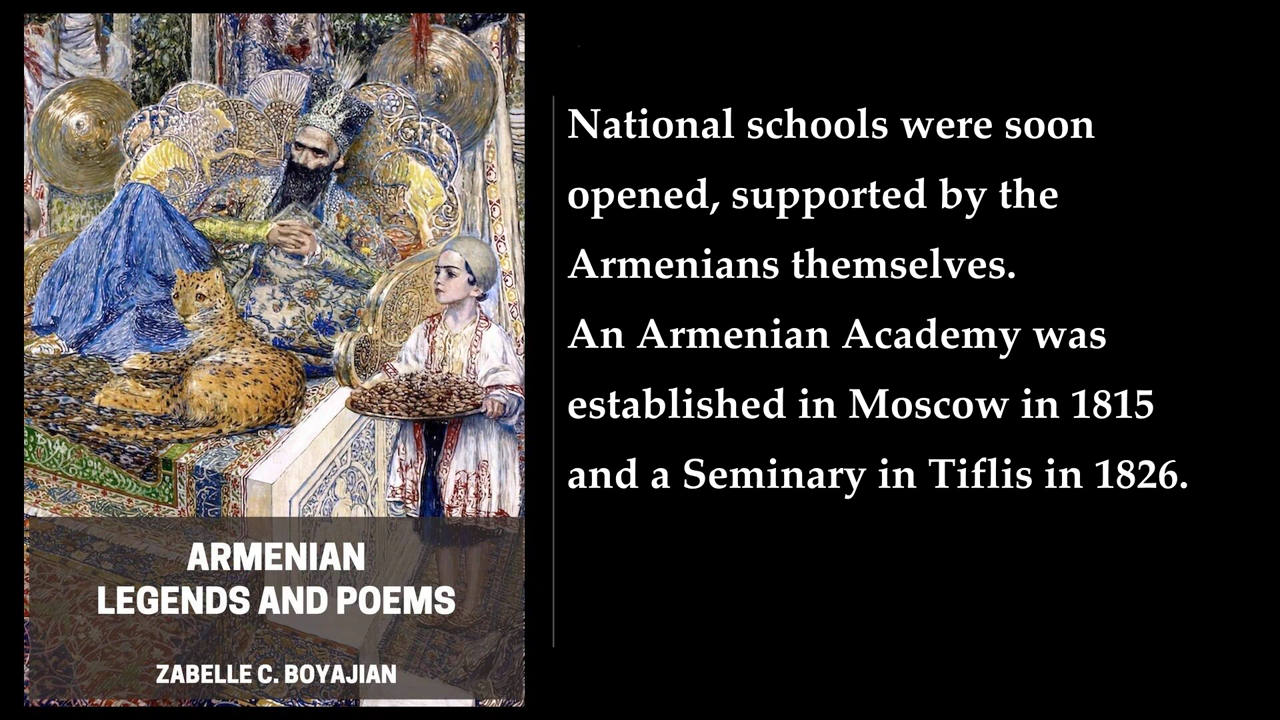 ARMENIAN
LEGENDS AND POEMS
ZABELLE C. BOYAJIAN
National schools were soon
opened, supported by the
Armenians themselves.
An Armenian Academy was
established in Moscow in 1815
and a Seminary in Tiflis in 1826.